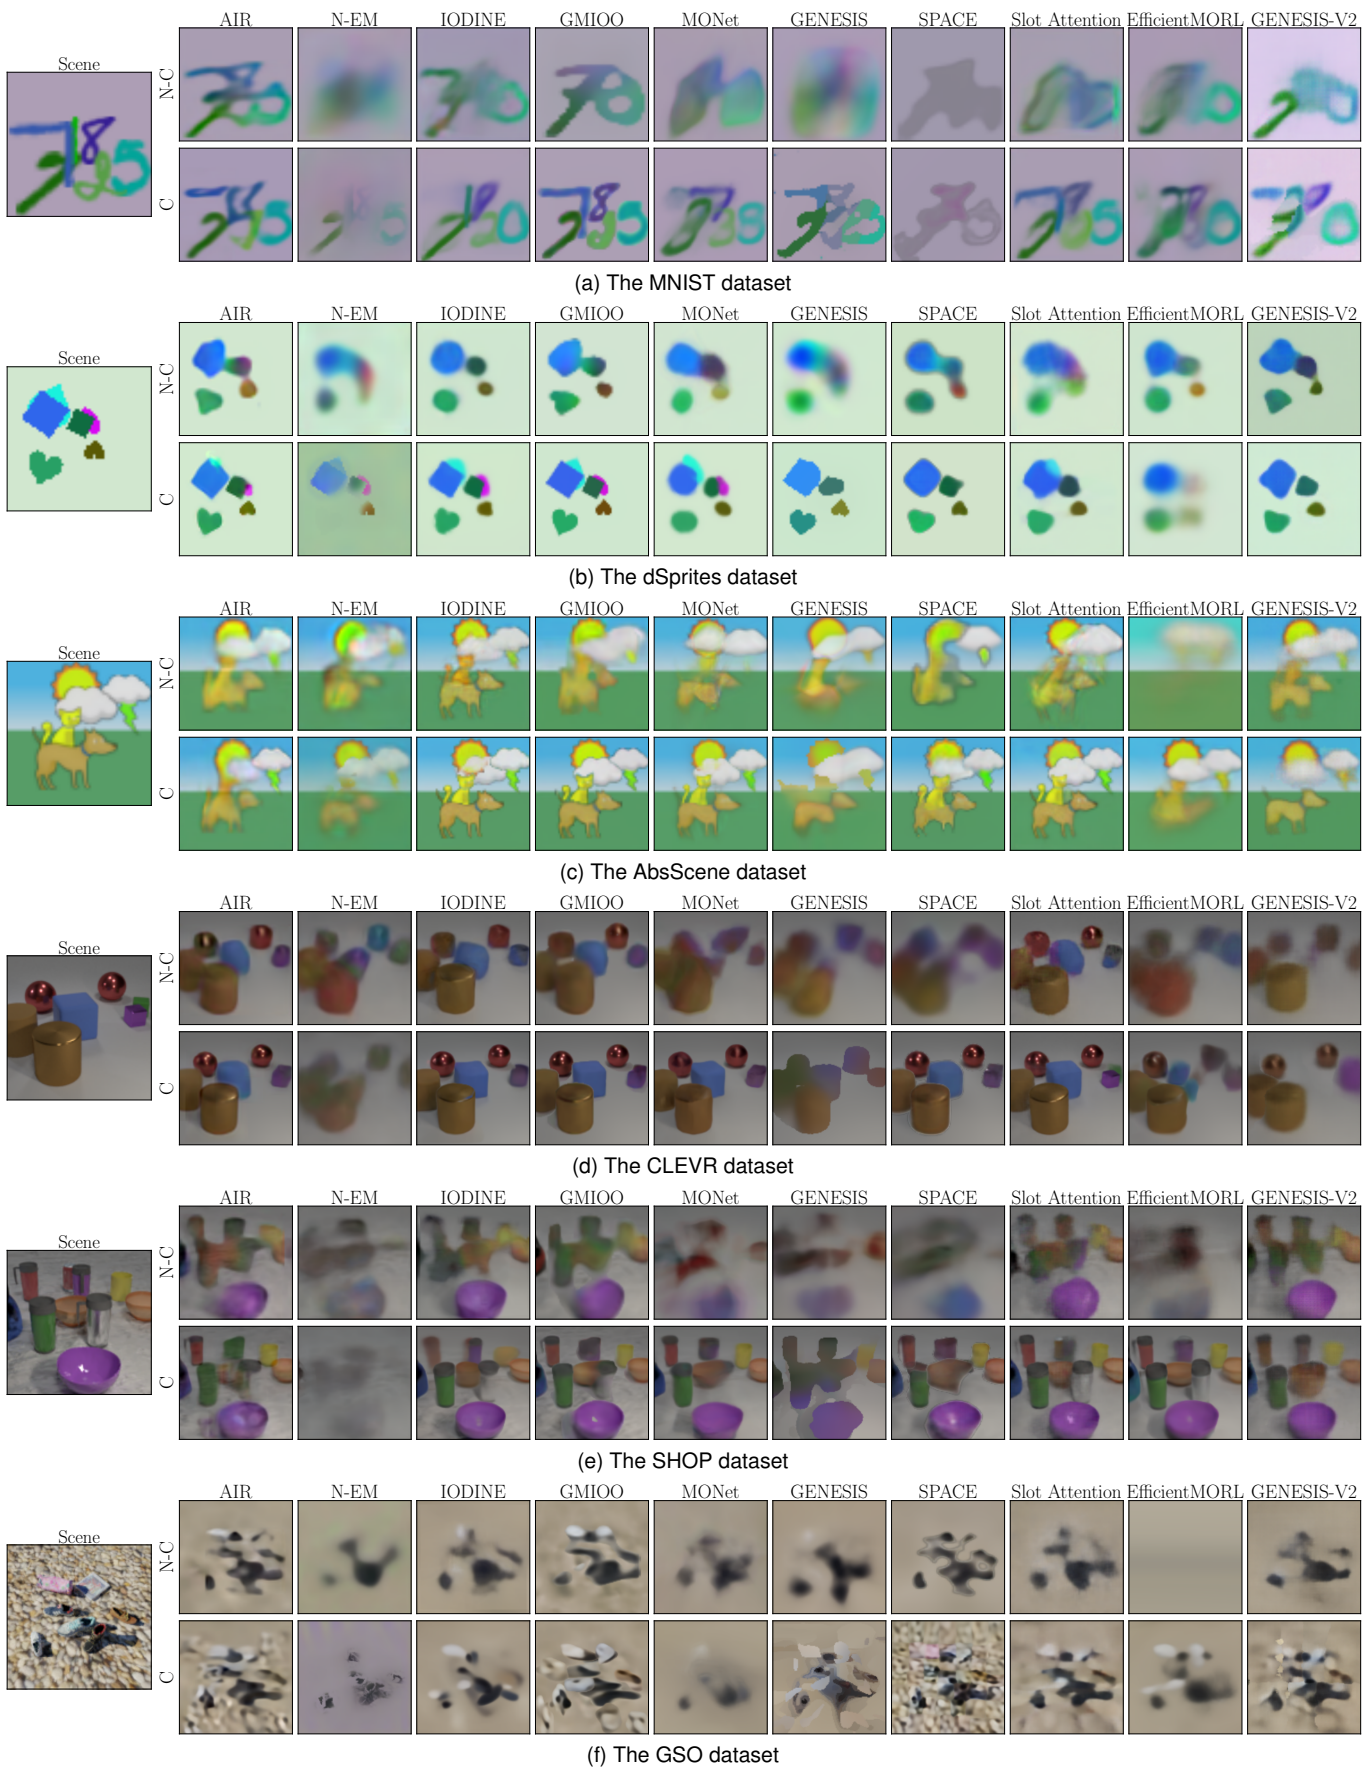 AIR N-EM IODINE GMIOO MONet GENESIS SPACE Slot Attention EfficientMORL GENESIS-V2
Scene
N-C
C
(a) The MNIST dataset
AIR N-EM IODINE GMIOO MONet GENESIS SPACE Slot Attention EfficientMORL GENESIS-V2
Scene
N-C
C
(b) The dSprites dataset
AIR N-EM IODINE GMIOO MONet GENESIS SPACE Slot Attention EfficientMORL GENESIS-V2
Scene
N-C
C
(c) The AbsScene dataset
AIR N-EM IODINE GMIOO MONet GENESIS SPACE Slot Attention EfficientMORL GENESIS-V2
Scene
N-C
C
(d) The CLEVR dataset
AIR N-EM IODINE GMIOO MONet GENESIS SPACE Slot Attention EfficientMORL GENESIS-V2
Scene
N-C
C
(e) The SHOP dataset
AIR N-EM IODINE GMIOO MONet GENESIS SPACE Slot Attention EfficientMORL GENESIS-V2
Scene
N-C
C
(f) The GSO dataset